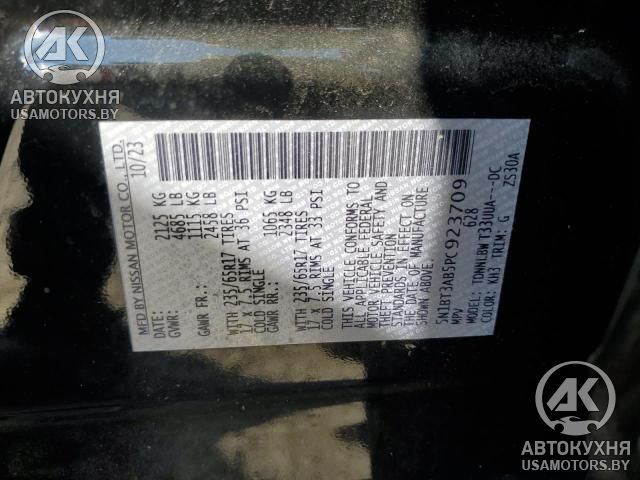 AK
АВТОКУХНЯ
USAMOTORS.BY
MFD BY NISSAN MOTOR CO., LTD. 10/23
GVWR: 2125 KG
4685 LB
GAWR FR.: 1115 KG
2458 LB
WITH 235/65R17 TIRES
17 X 7.5 RIMS AT 36 PSI
COLD SINGLE
GAWR RR.: 1065 KG
2348 LB
WITH 235/65R17 TIRES
17 X 7.5 RIMS AT 33 PSI
COLD SINGLE
THIS VEHICLE CONFORMS TO
ALL APPLICABLE FEDERAL
MOTOR VEHICLE SAFETY AND
THEFT PREVENTION
STANDARDS IN EFFECT
ON THE DATE OF MANUFACTURE
SHOWN ABOVE.
5N1BT3AB5PC923709
MPV 628
MODEL: TDNNLBW T33UUA---DC
COLOR: KH3 TRIM: G ZS30A
AK
АВТОКУХНЯ
USAMOTORS.BY